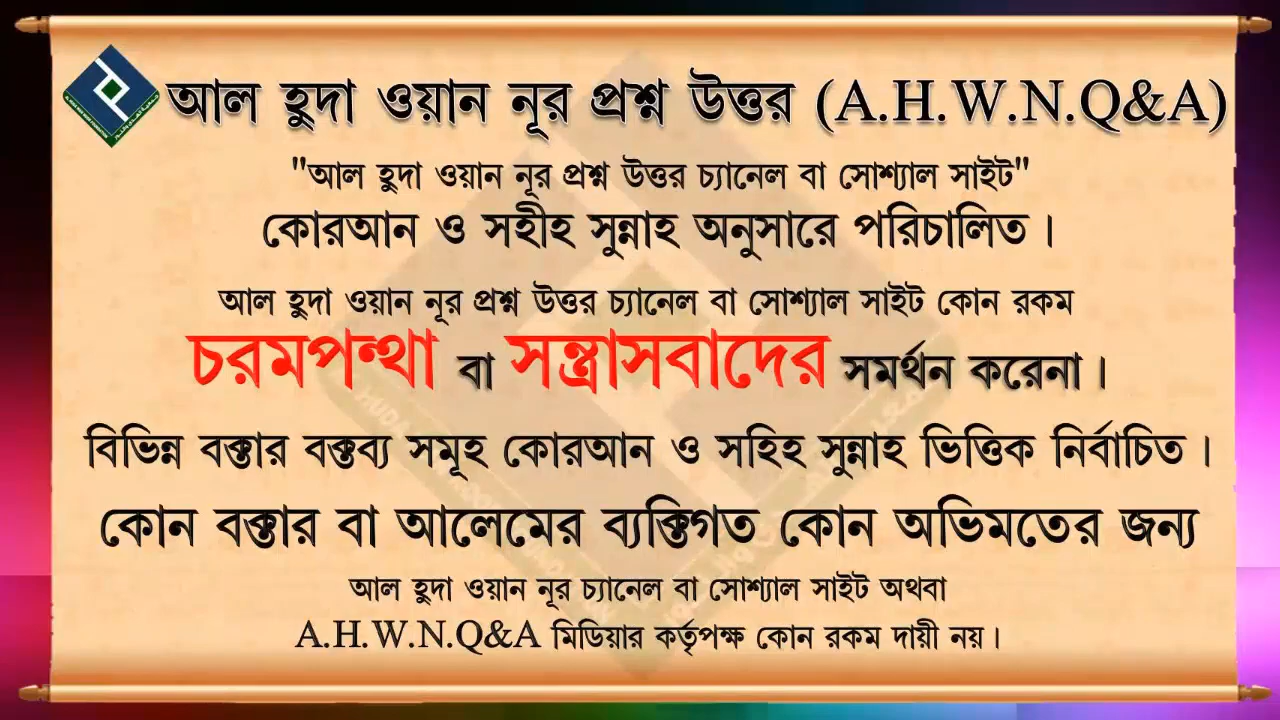 আল হুদা ওয়ান নূর প্রশ্ন উত্তর (A.H.W.N.Q&A)
"আল হুদা ওয়ান নূর প্রশ্ন উত্তর চ্যানেল বা সোশ্যাল সাইট"
কোরআন ও সহীহ সুন্নাহ অনুসারে পরিচালিত ।
আল হুদা ওয়ান নূর প্রশ্ন উত্তর চ্যানেল বা সোশ্যাল সাইট কোন রকম
চরমপন্থা বা সন্ত্রাসবাদের সমর্থন করেনা ।
বিভিন্ন বক্তার বক্তব্য সমূহ কোরআন ও সহিহ সুন্নাহ ভিত্তিক নির্বাচিত ।
কোন বক্তার বা আলেমের ব্যক্তিগত কোন অভিমতের জন্য
আল হুদা ওয়ান নূর চ্যানেল বা সোশ্যাল সাইট অথবা
A.H.W.N.Q&A মিডিয়ার কর্তৃপক্ষ কোন রকম দায়ী নয় ।